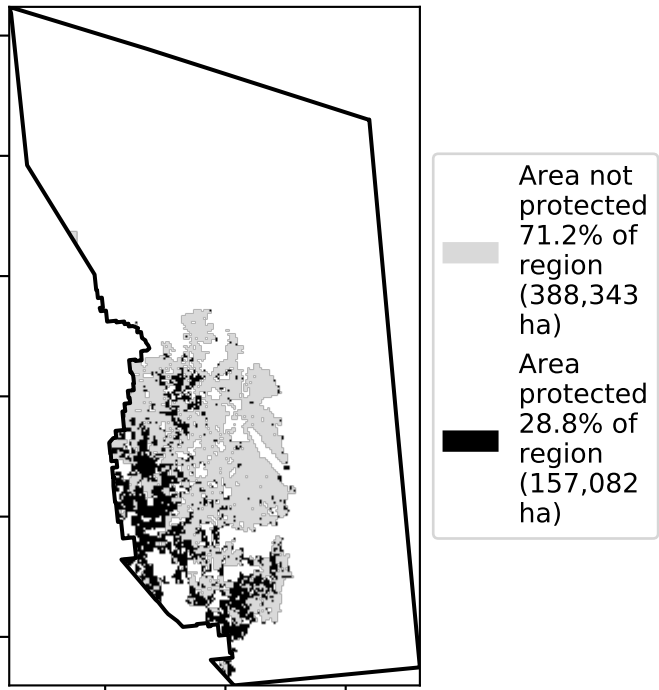 Area not
protected
71.2% of
region
(388,343
ha)
Area
protected
28.8% of
region
(157,082
ha)